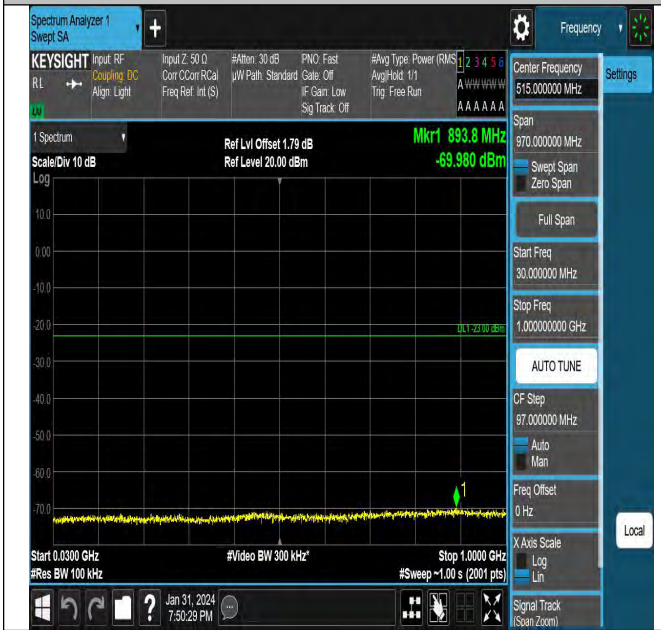 Spectrum Analyzer 1
Swept SA
+
Frequency
KEYSIGHT
RL
Input: RF
Coupling: DC
Align: Light
Input Z: 50 Ω
Corr CCorr RCal
Freq Ref: Int (S)
#Atten: 30 dB
µW Path: Standard
PNO: Fast
Gate: Off
IF Gain: Low
Sig Track: Off
#Avg Type: Power (RMS
Avg|Hold: 1/1
Trig: Free Run
1 2 3 4 5 6
A W W W W W
A A A A A A
1 Spectrum
Scale/Div 10 dB
Ref Lvl Offset 1.79 dB
Ref Level 20.00 dBm
Mkr1 893.8 MHz
-69.980 dBm
Log
10.0
0.00
-10.0
-20.0
-30.0
-40.0
-50.0
-60.0
-70.0
DL1 -23.00 dBm
1
Start 0.0300 GHz
#Res BW 100 kHz
#Video BW 300 kHz*
Stop 1.0000 GHz
#Sweep ~1.00 s (2001 pts)
Center Frequency
515.000000 MHz
Settings
Span
970.000000 MHz
Swept Span
Zero Span
Full Span
Start Freq
30.000000 MHz
Stop Freq
1.000000000 GHz
AUTO TUNE
CF Step
97.000000 MHz
Auto
Man
Freq Offset
0 Hz
X Axis Scale
Log
Lin
Local
Signal Track
(Span Zoom)
?
Jan 31, 2024
7:50:29 PM